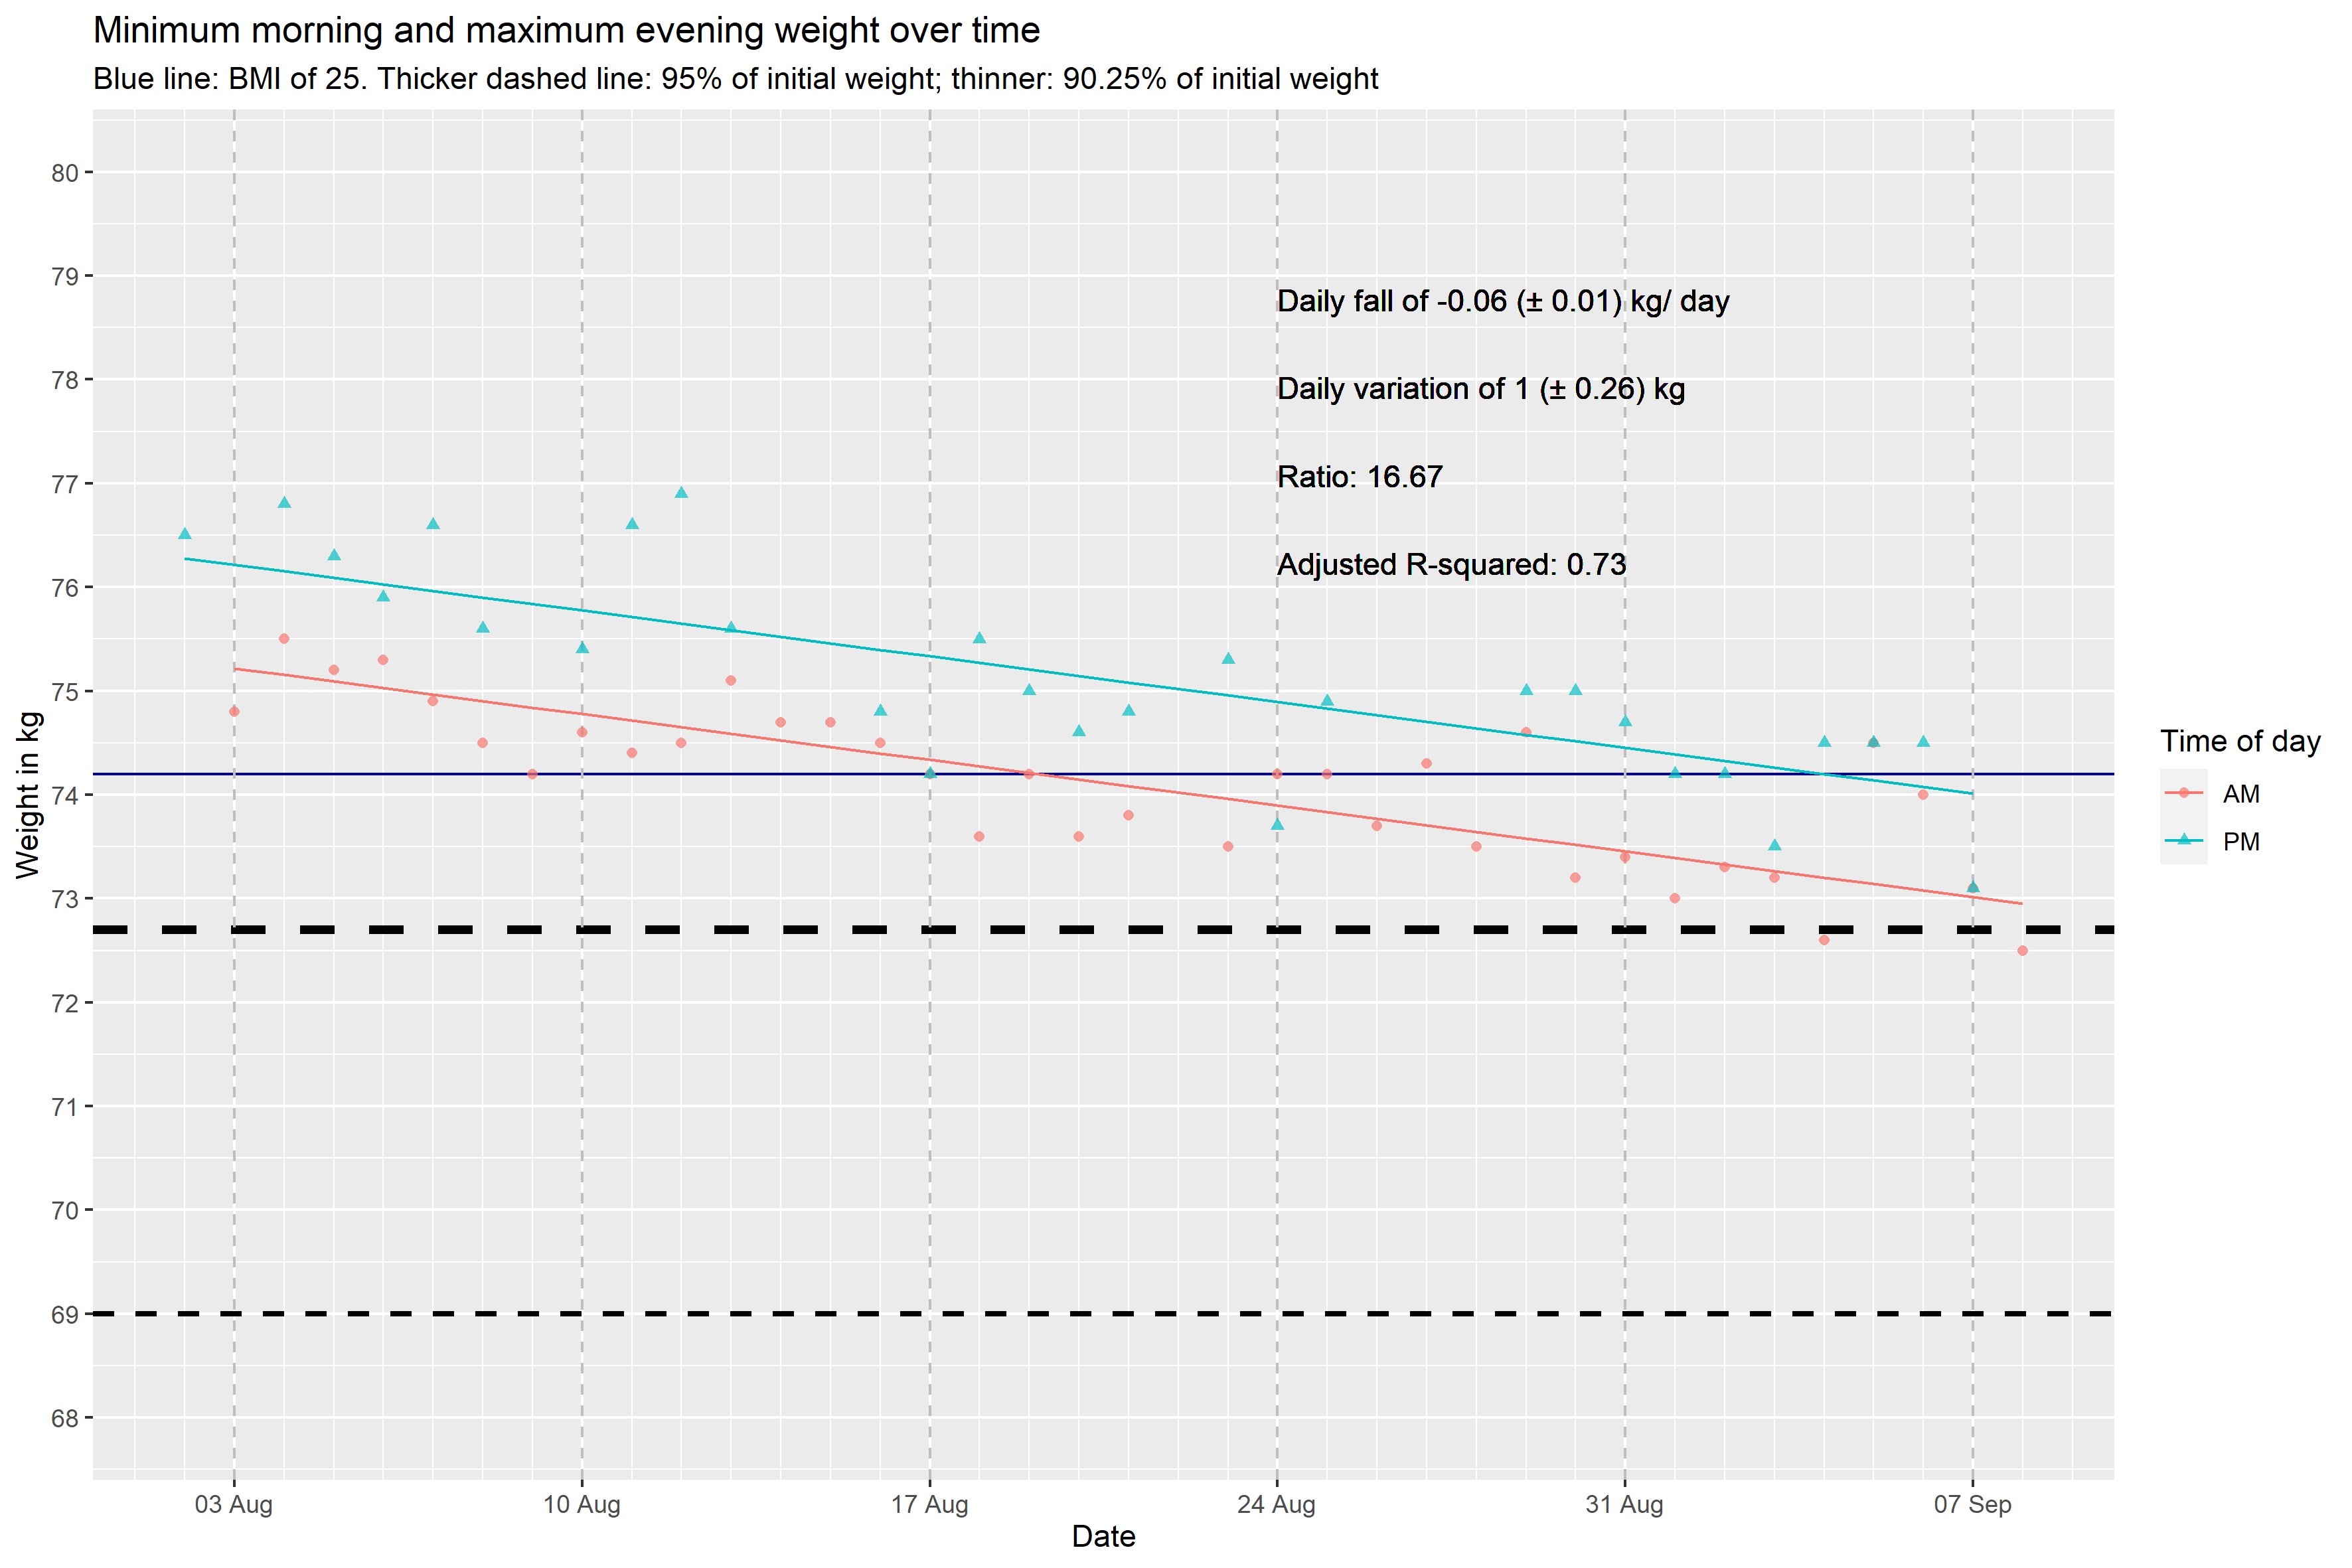 Minimum morning and maximum evening weight over time
Blue line: BMI of 25. Thicker dashed line: 95% of initial weight; thinner: 90.25% of initial weight
80
79
78
77
76
75
74
73
72
71
70
69
68
Weight in kg
Daily fall of -0.06 (± 0.01) kg/ day
Daily variation of 1 (± 0.26) kg
Ratio: 16.67
Adjusted R-squared: 0.73
Time of day
AM
PM
03 Aug
10 Aug
17 Aug
24 Aug
31 Aug
07 Sep
Date